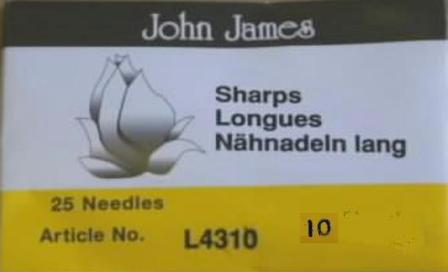 John James
Sharps
Longues
Nähnadeln lang
25 Needles
Article No. L4310 10